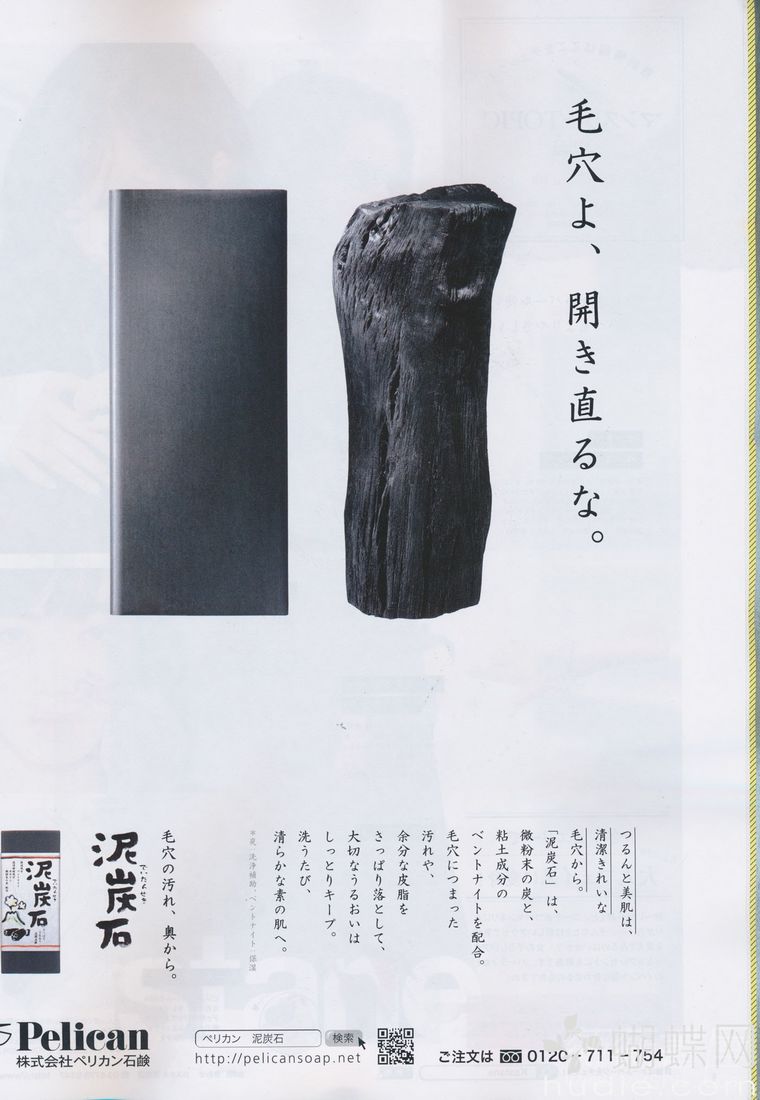 毛穴よ、開き直るな。
つるんと美肌は、
清潔きれいな
毛穴から。
「泥炭石」は、
微粉末の炭と、
粘土成分の
ベントナイトを配合。
毛穴につまった
汚れや、
余分な皮脂を
さっぱり落として、
大切なうるおいは
しっとりキープ。
洗うたび、
清らかな素の肌へ。
*炭:洗浄補助、ベントナイト:保湿
毛穴の汚れ、奥から。
泥炭石
でいたんせき
泥炭石
Pelican
株式会社ペリカン石鹸
ペリカン 泥炭石 検索
http://pelicansoap.net
ご注文は 0120-711-754
蝴蝶网
hudie.com